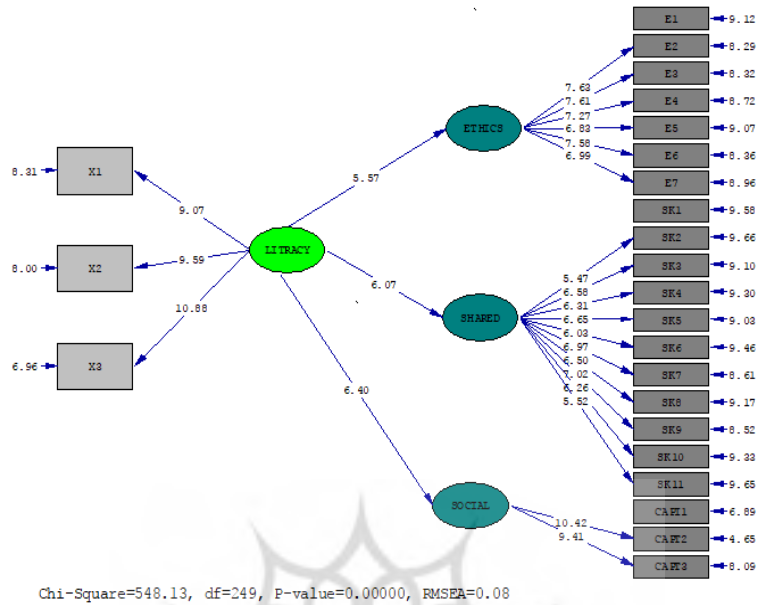 E1
9.12
E2
8.29
E3
8.32
E4
8.72
E5
9.07
E6
8.36
E7
8.96
SK1
9.58
SK2
9.66
SK3
9.10
SK4
9.30
SK5
9.03
SK6
9.46
SK7
8.61
SK8
9.17
SK9
8.52
SK10
9.33
SK11
9.65
CAPT1
6.89
CAPT2
4.65
CAPT3
8.09
7.63
7.61
7.27
6.83
7.58
6.99
ETHICS
5.57
8.31
X1
9.07
8.00
X2
9.59
LITRACY
6.96
X3
10.88
6.07
SHARED
5.47
6.58
6.31
6.65
6.03
6.97
6.50
7.02
6.26
5.52
6.40
SOCIAL
10.42
9.41
Chi-Square=548.13, df=249, P-value=0.00000, RMSEA=0.08